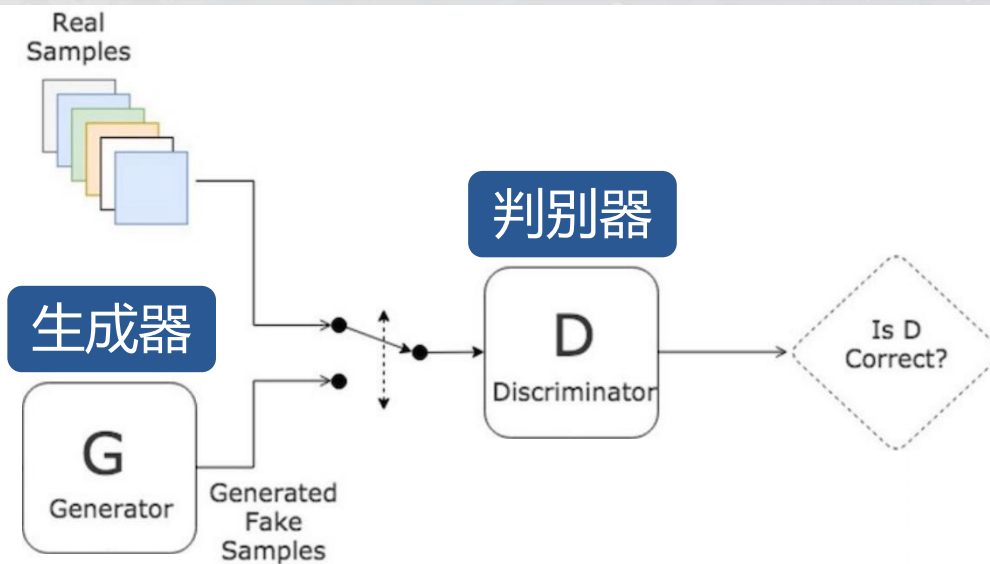 Real
Samples
判别器
生成器
D
Discriminator
Is D
Correct?
G
Generator
Generated
Fake
Samples